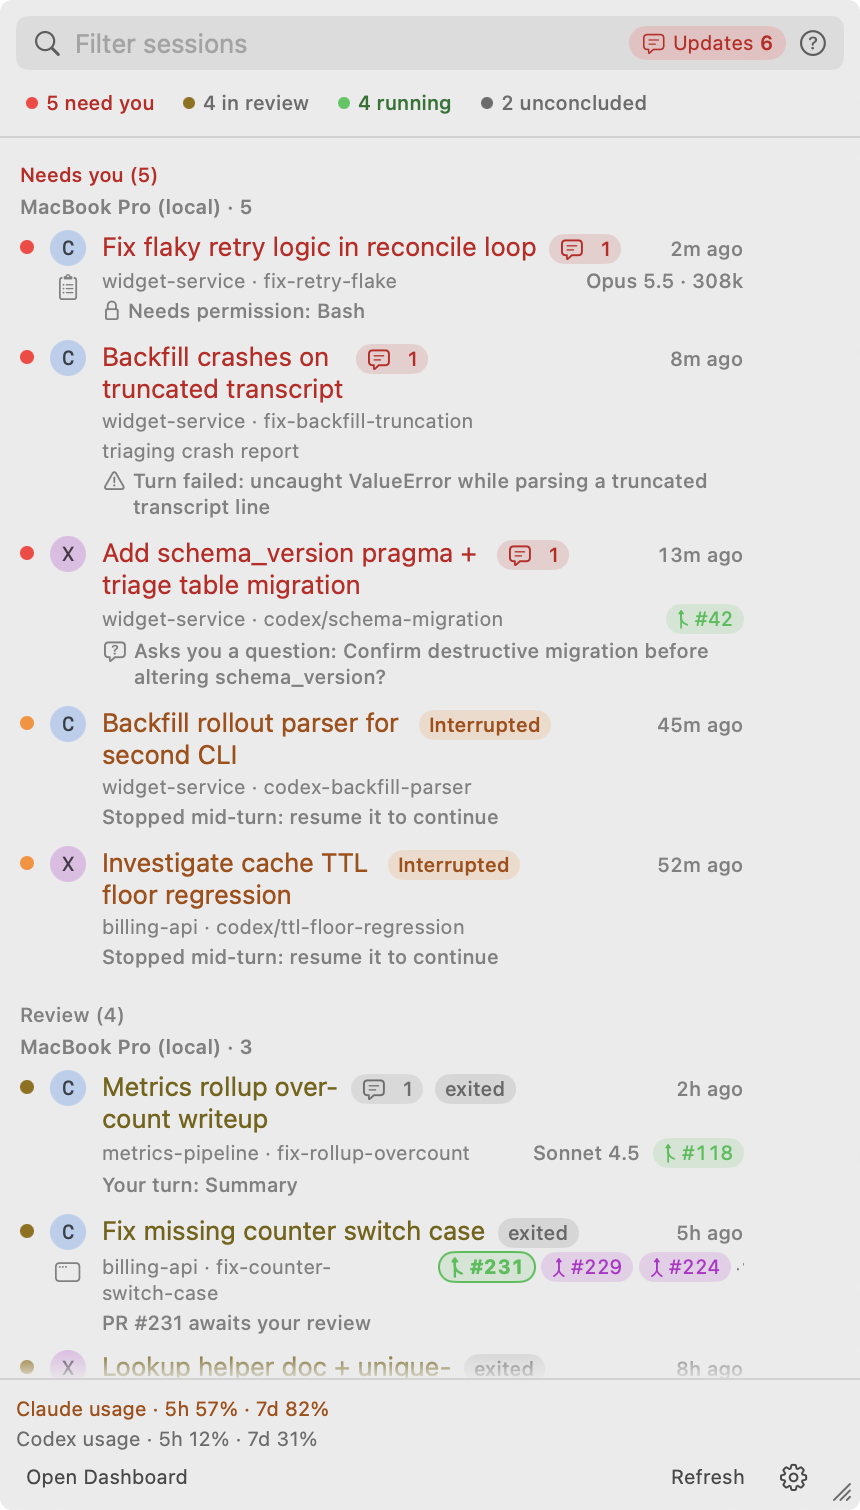 Filter sessions
Updates 6
?
5 need you
4 in review
4 running
2 unconcluded
Needs you (5)
MacBook Pro (local) · 5
C Fix flaky retry logic in reconcile loop 1 2m ago
widget-service · fix-retry-flake Opus 5.5 · 308k
Needs permission: Bash
C Backfill crashes on 1 8m ago
truncated transcript
widget-service · fix-backfill-truncation
triaging crash report
Turn failed: uncaught ValueError while parsing a truncated
transcript line
X Add schema_version pragma + 1 13m ago
triage table migration
widget-service · codex/schema-migration #42
Asks you a question: Confirm destructive migration before
altering schema_version?
C Backfill rollout parser for Interrupted 45m ago
second CLI
widget-service · codex-backfill-parser
Stopped mid-turn: resume it to continue
X Investigate cache TTL Interrupted 52m ago
floor regression
billing-api · codex/ttl-floor-regression
Stopped mid-turn: resume it to continue
Review (4)
MacBook Pro (local) · 3
C Metrics rollup over- 1 exited 2h ago
count writeup
metrics-pipeline · fix-rollup-overcount Sonnet 4.5 #118
Your turn: Summary
C Fix missing counter switch case exited 5h ago
billing-api · fix-counter- #231 #229 #224
switch-case
PR #231 awaits your review
X Lookup helper doc + unique- exited 8h ago
Claude usage · 5h 57% · 7d 82%
Codex usage · 5h 12% · 7d 31%
Open Dashboard Refresh